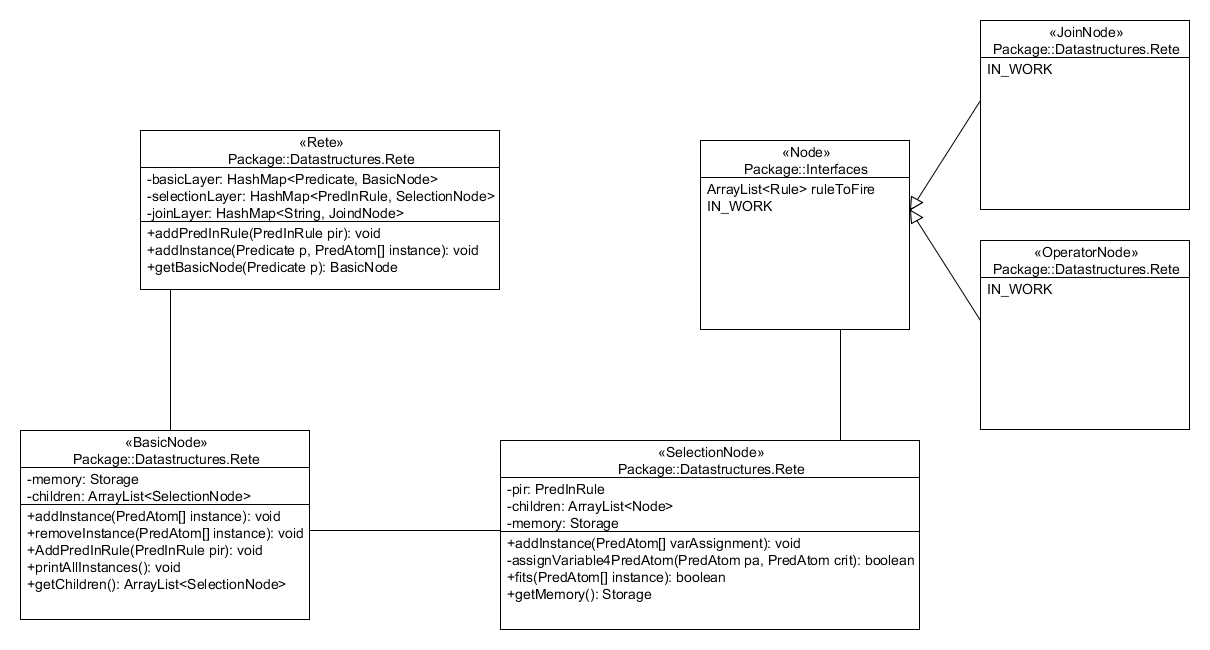 «Rete»
Package::Datastructures.Rete
-basicLayer: HashMap<Predicate, BasicNode>
-selectionLayer: HashMap<PredInRule, SelectionNode>
-joinLayer: HashMap<String, JoindNode>
+addPredInRule(PredInRule pir): void
+addInstance(Predicate p, PredAtom[] instance): void
+getBasicNode(Predicate p): BasicNode
«Node»
Package::Interfaces
ArrayList<Rule> ruleToFire
IN_WORK
«JoinNode»
Package::Datastructures.Rete
IN_WORK
«OperatorNode»
Package::Datastructures.Rete
IN_WORK
«BasicNode»
Package::Datastructures.Rete
-memory: Storage
-children: ArrayList<SelectionNode>
+addInstance(PredAtom[] instance): void
+removeInstance(PredAtom[] instance): void
+AddPredInRule(PredInRule pir): void
+printAllInstances(): void
+getChildren(): ArrayList<SelectionNode>
«SelectionNode»
Package::Datastructures.Rete
-pir: PredInRule
-children: ArrayList<Node>
-memory: Storage
+addInstance(PredAtom[] varAssignment): void
-assignVariable4PredAtom(PredAtom pa, PredAtom crit): boolean
+fits(PredAtom[] instance): boolean
+getMemory(): Storage